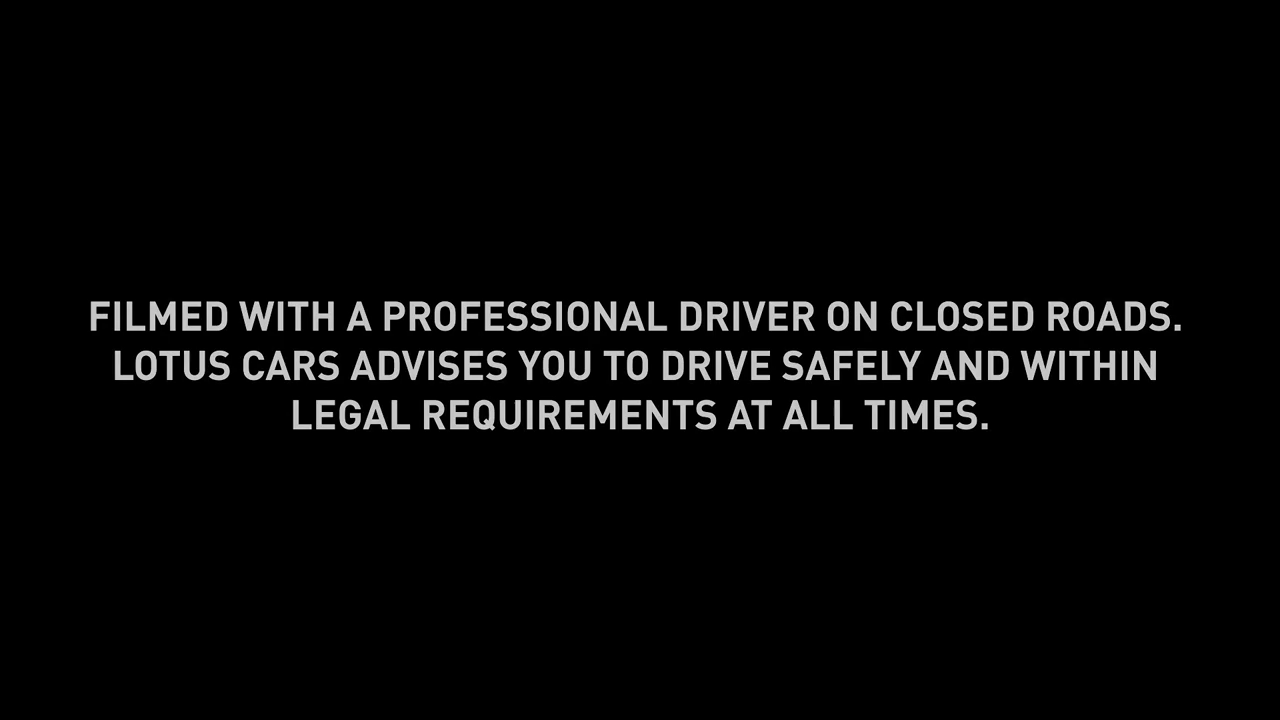 FILMED WITH A PROFESSIONAL DRIVER ON CLOSED ROADS.
LOTUS CARS ADVISES YOU TO DRIVE SAFELY AND WITHIN
LEGAL REQUIREMENTS AT ALL TIMES.